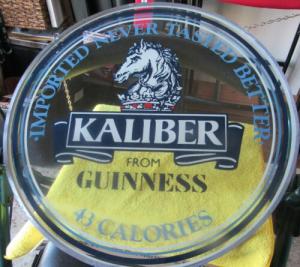 IMPORTED NEVER TASTED BETTER
KALIBER
FROM
GUINNESS
43 CALORIES